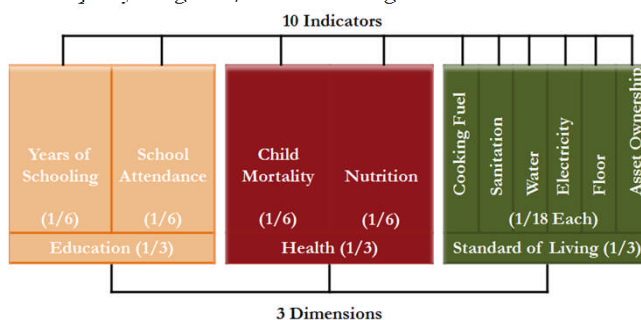 10 Indicators
Years of
Schooling
(1/6)
School
Attendance
(1/6)
Education (1/3)
Child
Mortality
(1/6)
Nutrition
(1/6)
Health (1/3)
Cooking Fuel
Sanitation
Water
Electricity
Floor
Asset Ownership
(1/18 Each)
Standard of Living (1/3)
3 Dimensions